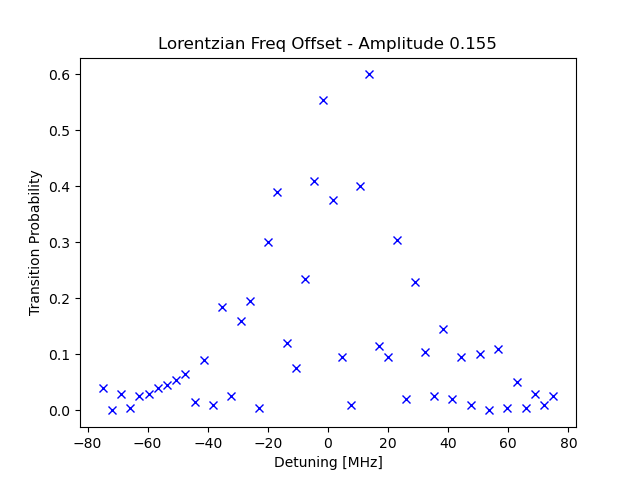 Lorentzian Freq Offset - Amplitude 0.155
0.6
0.5
0.4
0.3
0.2
0.1
0.0
Transition Probability
−80 −60 −40 −20 0 20 40 60 80
Detuning [MHz]